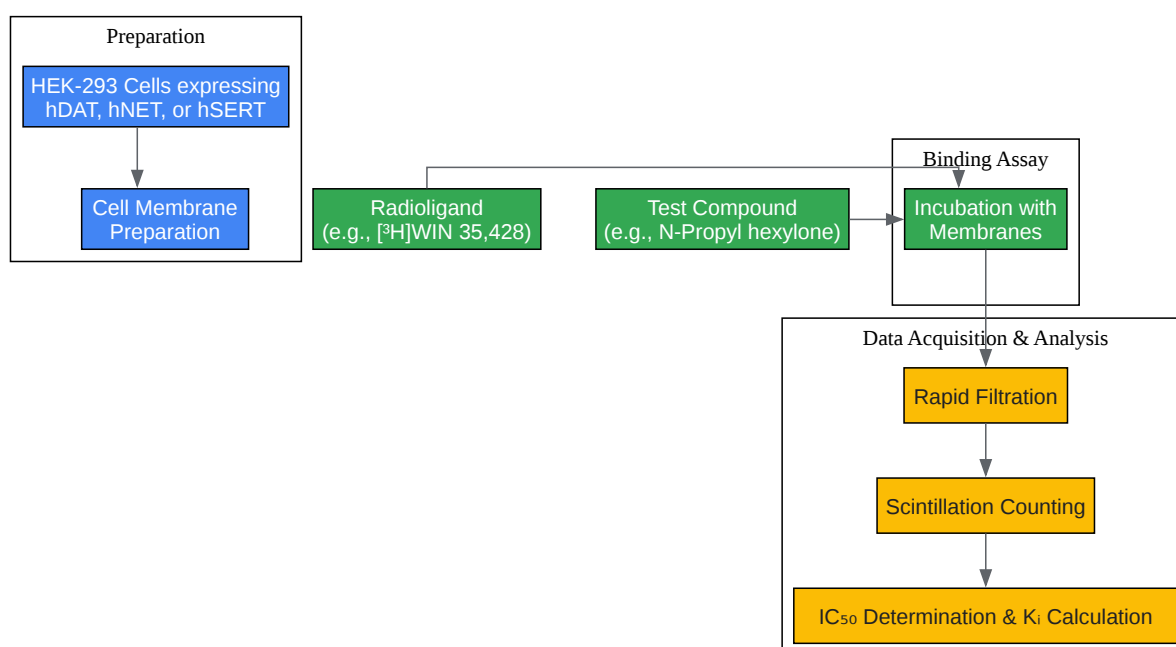 Preparation
HEK-293 Cells expressing
hDAT, hNET, or hSERT
Cell Membrane
Preparation
Radioligand
(e.g., [³H]WIN 35,428)
Test Compound
(e.g., N-Propyl hexylone)
Binding Assay
Incubation with
Membranes
Data Acquisition & Analysis
Rapid Filtration
Scintillation Counting
IC₅₀ Determination & Kᵢ Calculation